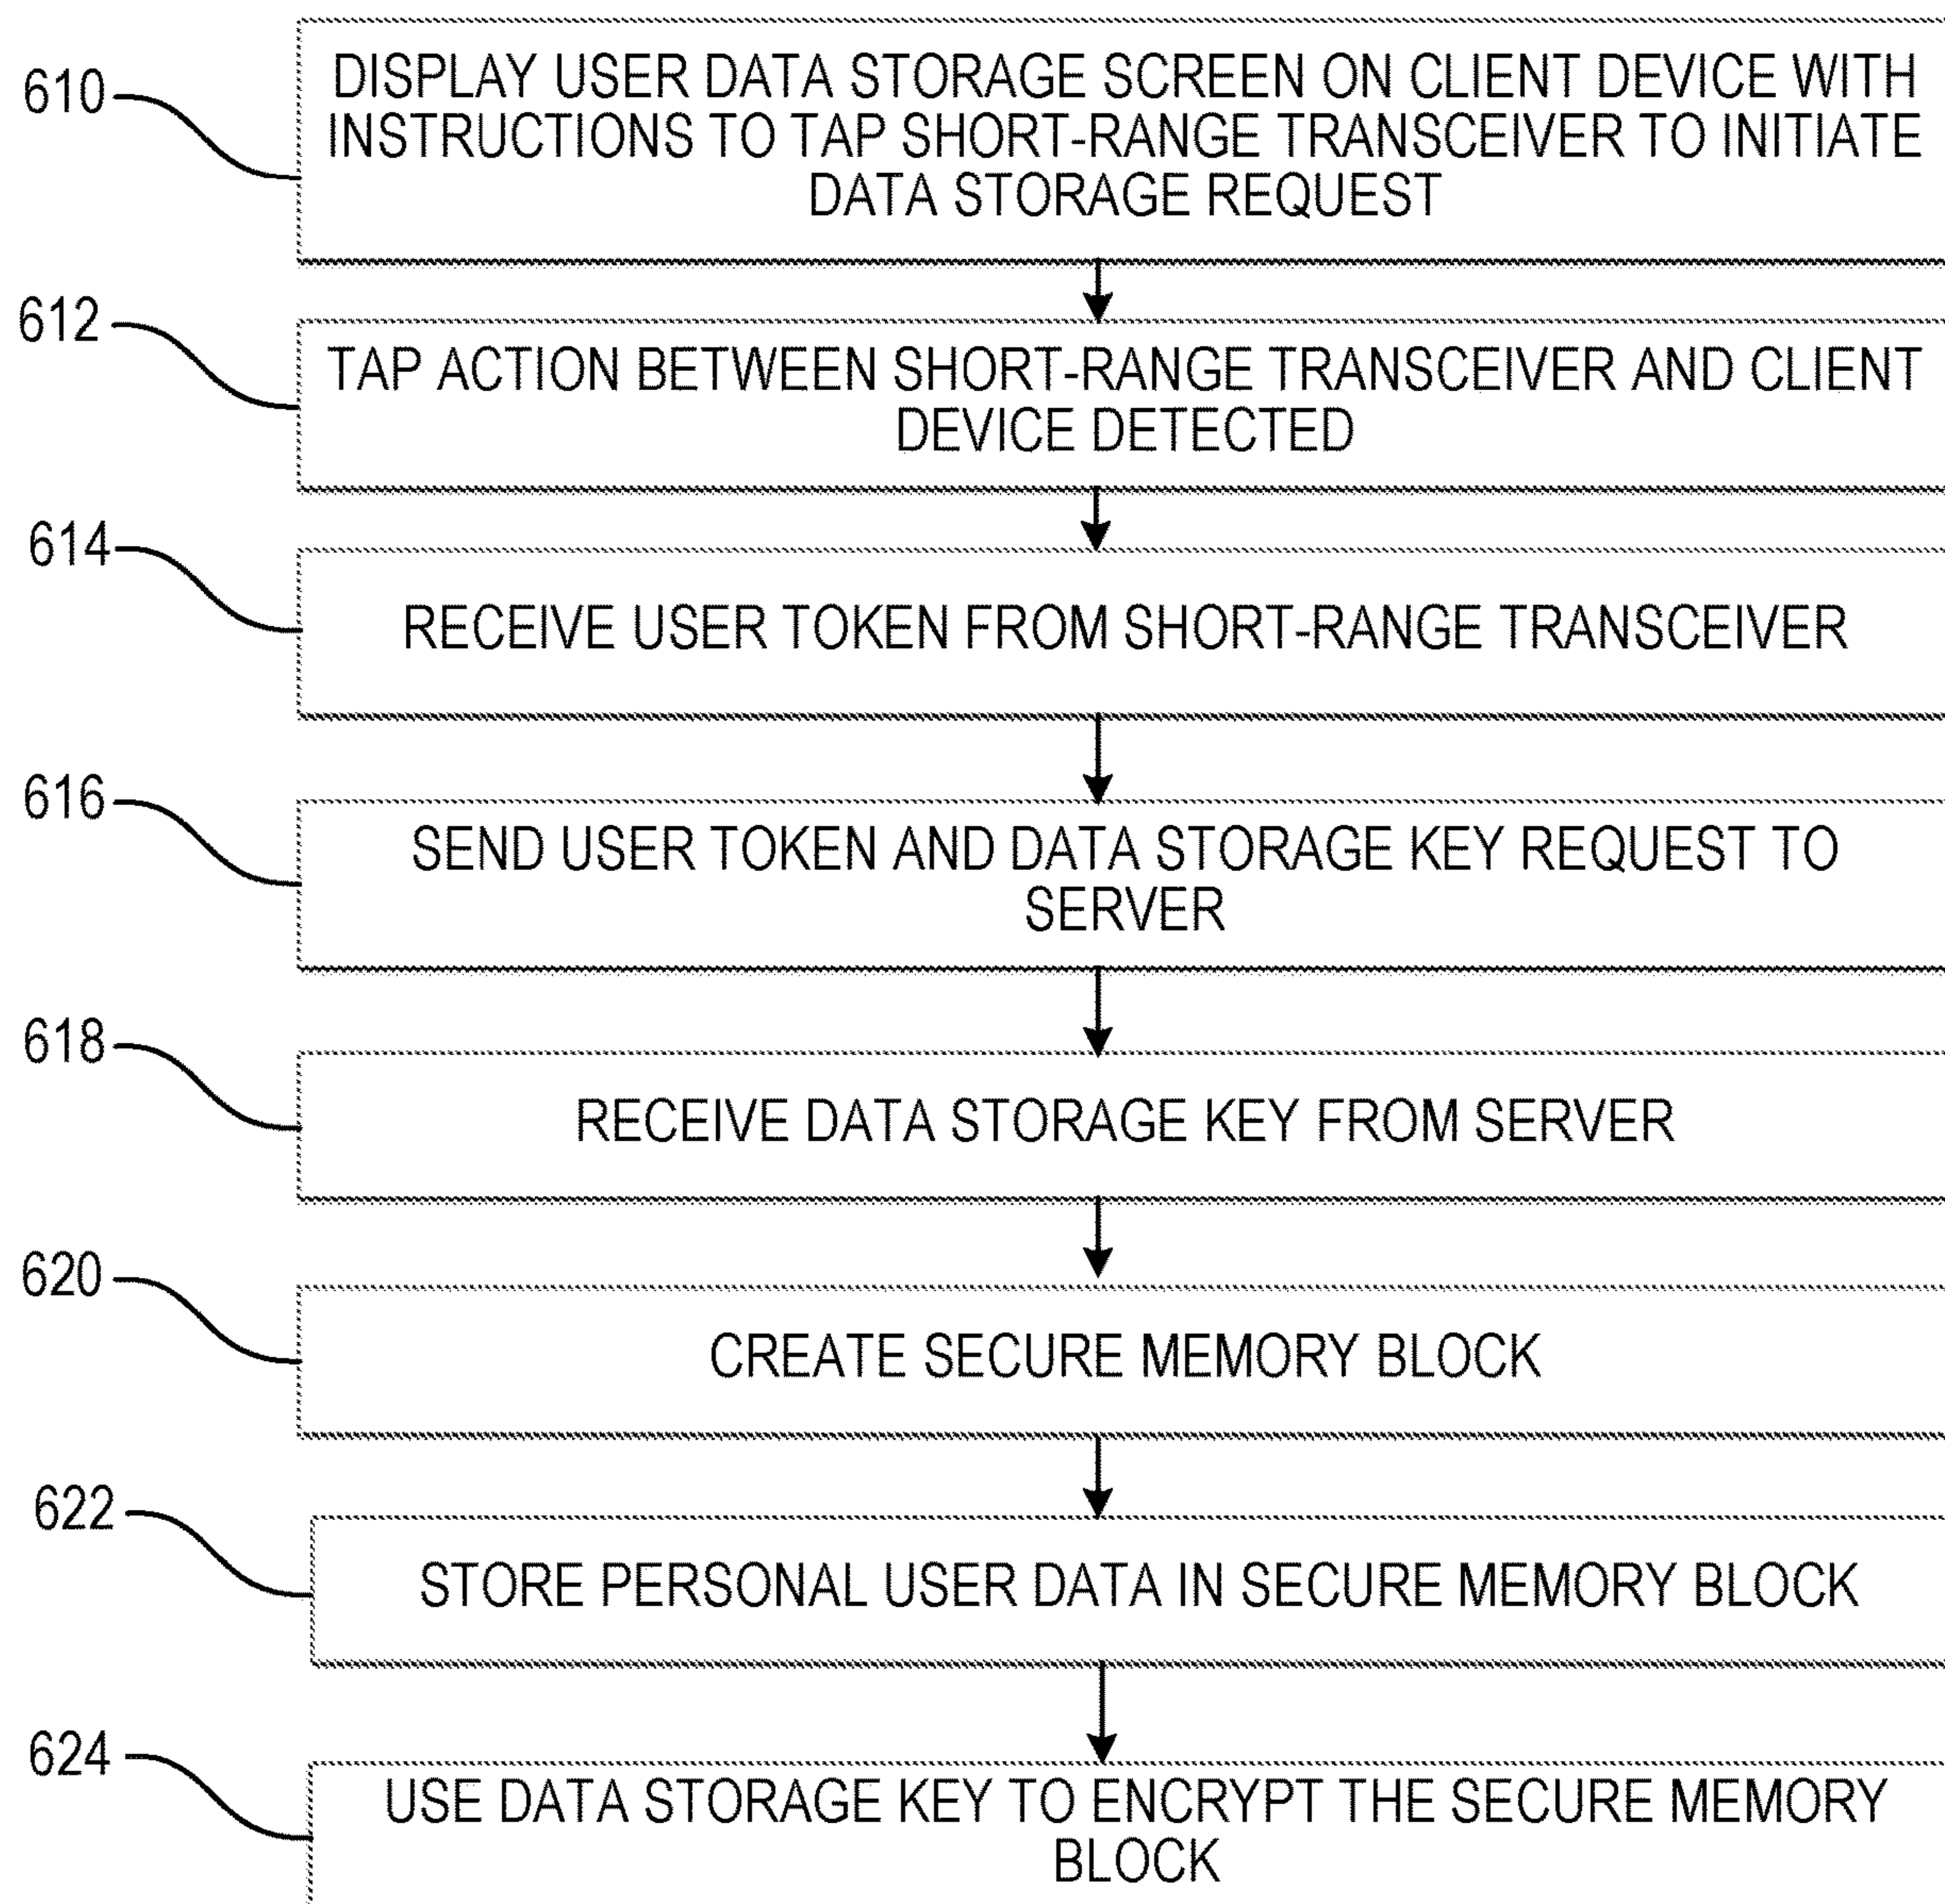 610
DISPLAY USER DATA STORAGE SCREEN ON CLIENT DEVICE WITH
INSTRUCTIONS TO TAP SHORT-RANGE TRANSCEIVER TO INITIATE
DATA STORAGE REQUEST
612
TAP ACTION BETWEEN SHORT-RANGE TRANSCEIVER AND CLIENT
DEVICE DETECTED
614
RECEIVE USER TOKEN FROM SHORT-RANGE TRANSCEIVER
616
SEND USER TOKEN AND DATA STORAGE KEY REQUEST TO
SERVER
618
RECEIVE DATA STORAGE KEY FROM SERVER
620
CREATE SECURE MEMORY BLOCK
622
STORE PERSONAL USER DATA IN SECURE MEMORY BLOCK
624
USE DATA STORAGE KEY TO ENCRYPT THE SECURE MEMORY
BLOCK